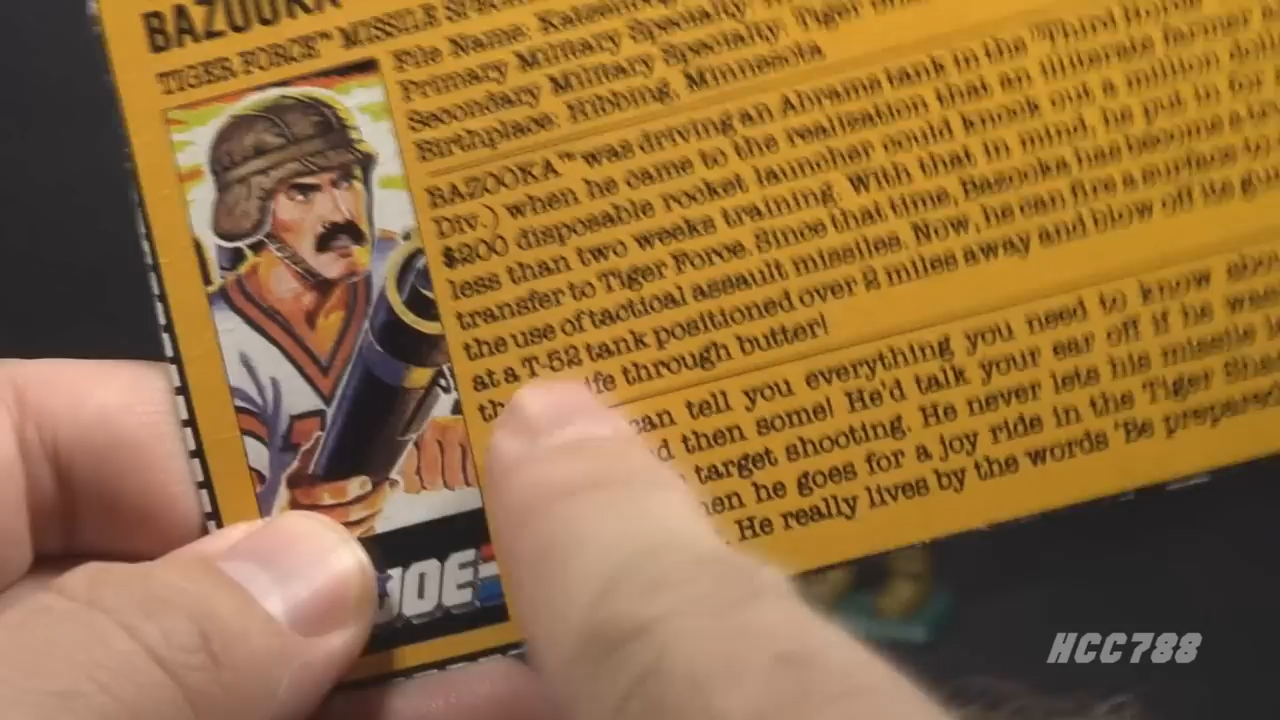 BAZOOKA
TIGER FORCE™ MISSILE
File Name:
Primary Military Specialty:
Secondary Military Specialty: Tiger
Birthplace: Hibbing, Minnesota
BAZOOKA™ was driving an Abrams tank in the "Third
Div.) when he came to the realisation that an illiterate farmer
$200 disposable rocket launcher could knock out a million
less than two weeks training. With that in mind, he put in for
transfer to Tiger Force. Since that time, Bazooka has become a
the use of tactical assault missiles. Now, he can fire a surface to
at a T-52 tank positioned over 2 miles away and blow off its
through butter!
can tell you everything you need to know
then some! He'd talk your ear off if he
target shooting. He never lets his missile
he goes for a joy ride in the Tiger
He really lives by the words 'Be prepared
JOE
HCC788